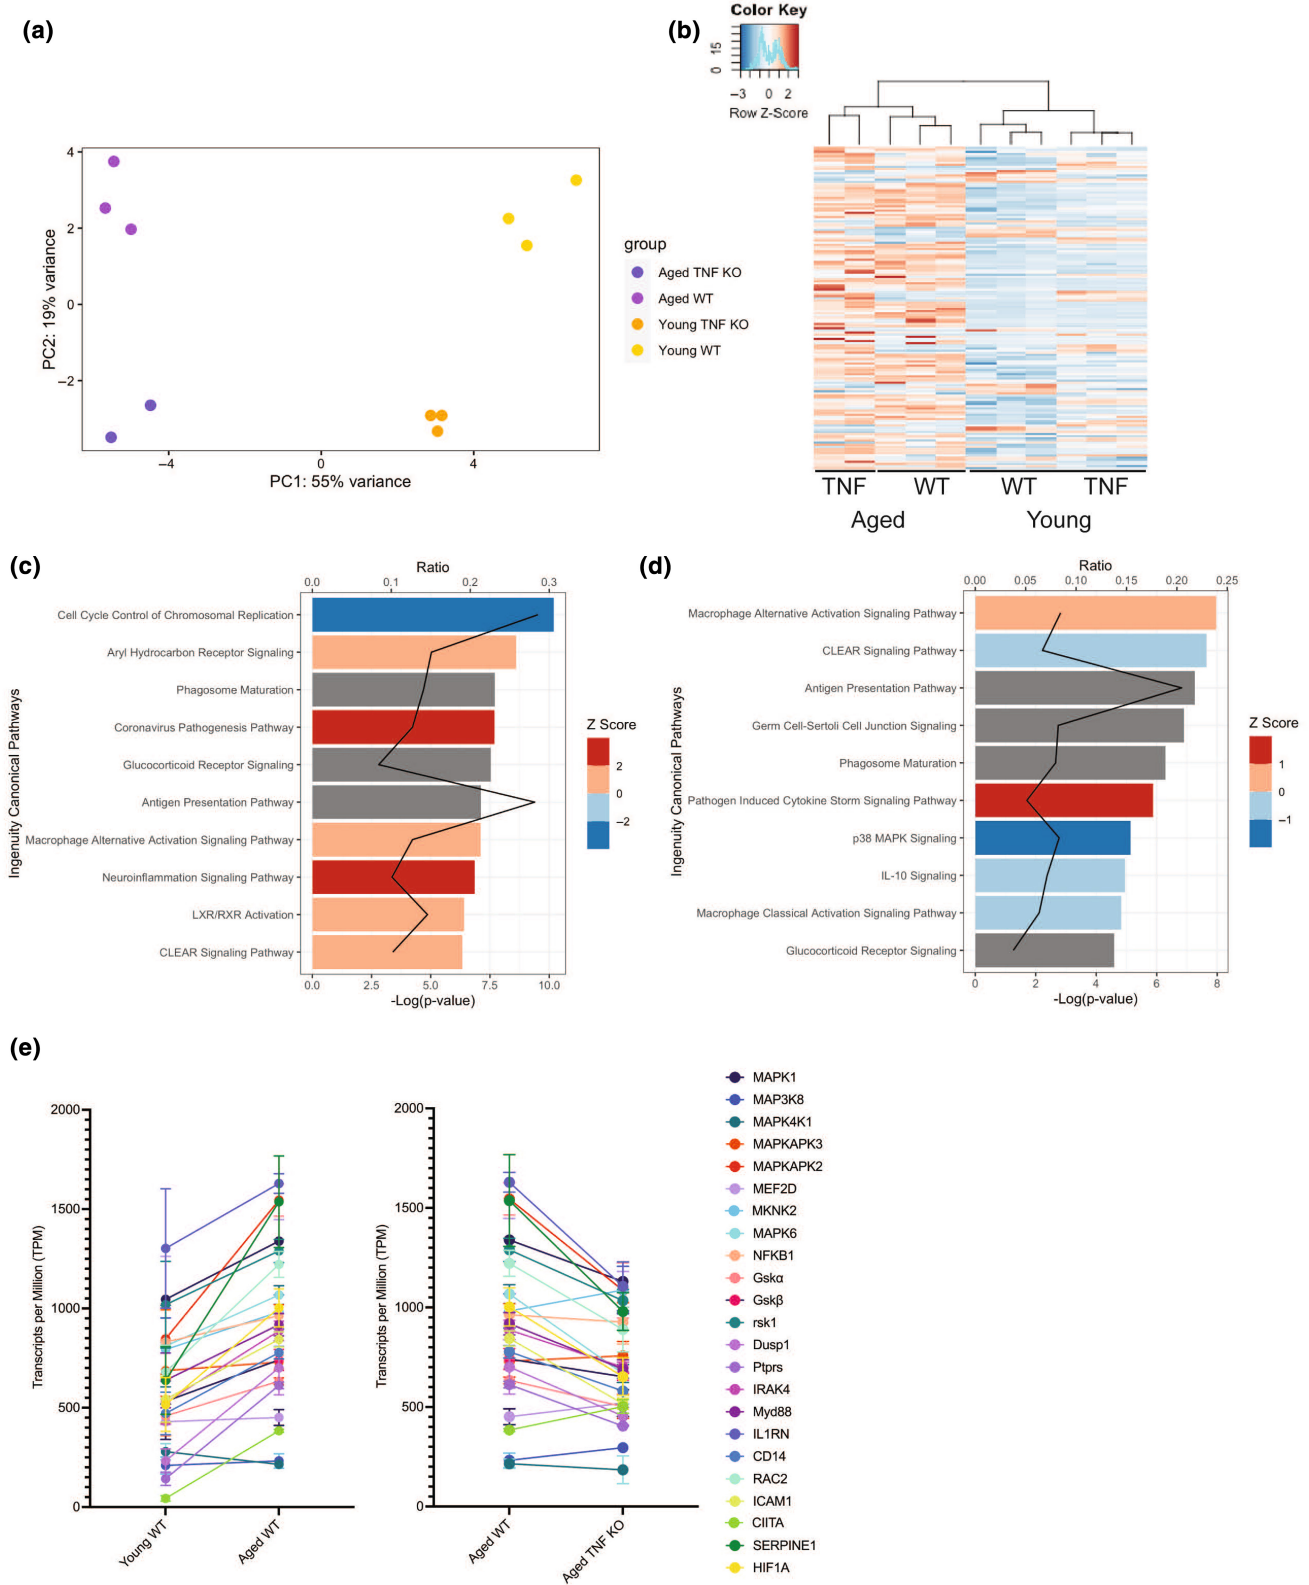 (a)
4
2
0
−2
−4
0
4
PC2: 19% variance
PC1: 55% variance
group
Aged TNF KO
Aged WT
Young TNF KO
Young WT
(b)
Color Key
0 15
−3 0 2
Row Z-Score
TNF WT WT TNF
Aged Young
(c)
Ratio
0.0 0.1 0.2 0.3
Ingenuity Canonical Pathways
Cell Cycle Control of Chromosomal Replication
Aryl Hydrocarbon Receptor Signaling
Phagosome Maturation
Coronavirus Pathogenesis Pathway
Glucocorticoid Receptor Signaling
Antigen Presentation Pathway
Macrophage Alternative Activation Signaling Pathway
Neuroinflammation Signaling Pathway
LXR/RXR Activation
CLEAR Signaling Pathway
0.0 2.5 5.0 7.5 10.0
-Log(p-value)
Z Score
2
0
−2
(d)
Ratio
0.00 0.05 0.10 0.15 0.20 0.25
Ingenuity Canonical Pathways
Macrophage Alternative Activation Signaling Pathway
CLEAR Signaling Pathway
Antigen Presentation Pathway
Germ Cell-Sertoli Cell Junction Signaling
Phagosome Maturation
Pathogen Induced Cytokine Storm Signaling Pathway
p38 MAPK Signaling
IL-10 Signaling
Macrophage Classical Activation Signaling Pathway
Glucocorticoid Receptor Signaling
0 2 4 6 8
-Log(p-value)
Z Score
1
0
−1
(e)
Transcripts per Million (TPM)
2000
1500
1000
500
0
Young WT
Aged WT
Transcripts per Million (TPM)
2000
1500
1000
500
0
Aged WT
Aged TNF KO
MAPK1
MAP3K8
MAPK4K1
MAPKAPK3
MAPKAPK2
MEF2D
MKNK2
MAPK6
NFKB1
Gskα
Gskβ
rsk1
Dusp1
Ptprs
IRAK4
Myd88
IL1RN
CD14
RAC2
ICAM1
CIITA
SERPINE1
HIF1A